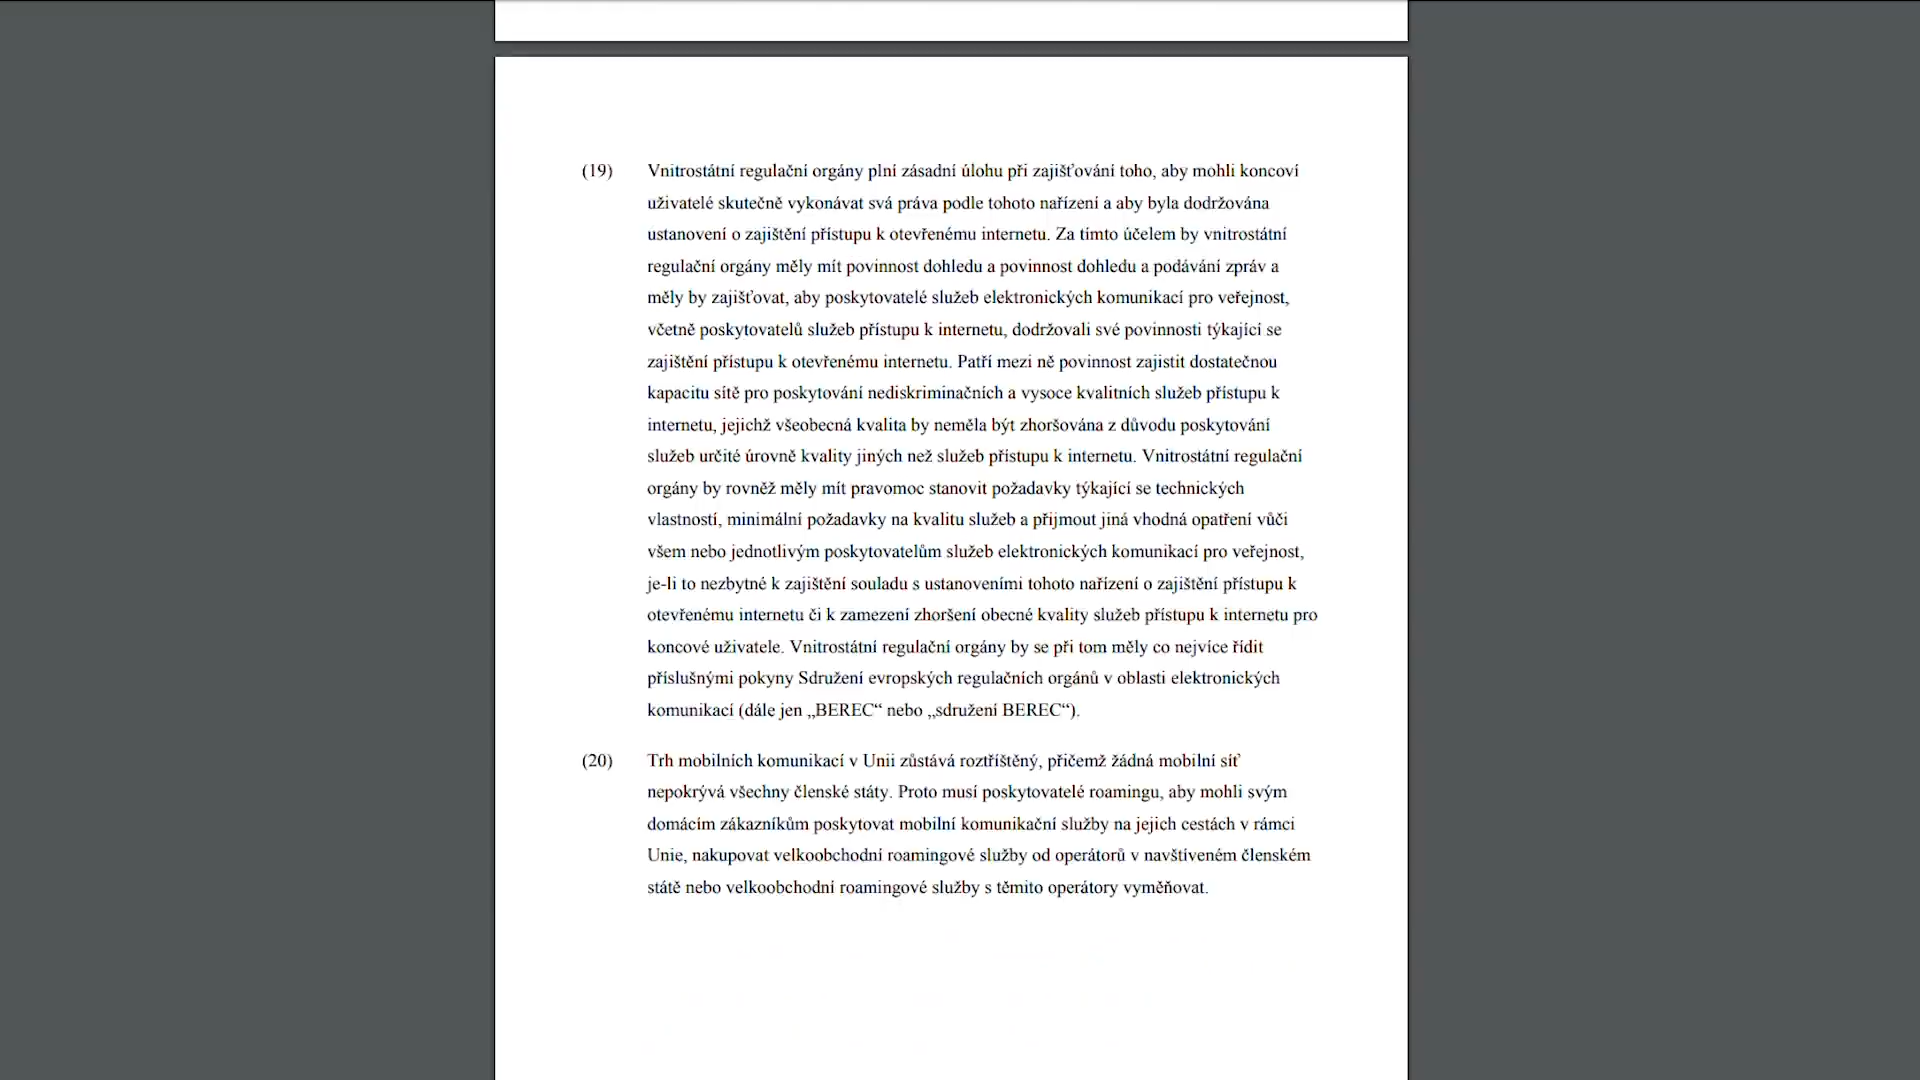 (19) Vnitrostátní regulační orgány plní zásadní úlohu při zajišťování toho, aby mohli koncoví
uživatelé skutečně vykonávat svá práva podle tohoto nařízení a aby byla dodržována
ustanovení o zajištění přístupu k otevřenému internetu. Za tímto účelem by vnitrostátní
regulační orgány měly mít povinnost dohledu a povinnost dohledu a podávání zpráv a
měly by zajišťovat, aby poskytovatelé služeb elektronických komunikací pro veřejnost,
včetně poskytovatelů služeb přístupu k internetu, dodržovali své povinnosti týkající se
zajištění přístupu k otevřenému internetu. Patří mezi ně povinnost zajistit dostatečnou
kapacitu sítě pro poskytování nediskriminačních a vysoce kvalitních služeb přístupu k
internetu, jejichž všeobecná kvalita by neměla být zhoršována z důvodu poskytování
služeb určité úrovně kvality jiných než služeb přístupu k internetu. Vnitrostátní regulační
orgány by rovněž měly mít pravomoc stanovit požadavky týkající se technických
vlastností, minimální požadavky na kvalitu služeb a přijmout jiná vhodná opatření vůči
všem nebo jednotlivým poskytovatelům služeb elektronických komunikací pro veřejnost,
je-li to nezbytné k zajištění souladu s ustanoveními tohoto nařízení o zajištění přístupu k
otevřenému internetu či k zamezení zhoršení obecné kvality služeb přístupu k internetu pro
koncové uživatele. Vnitrostátní regulační orgány by se při tom měly co nejvíce řídit
příslušnými pokyny Sdružení evropských regulačních orgánů v oblasti elektronických
komunikací (dále jen „BEREC“ nebo „sdružení BEREC“).
(20) Trh mobilních komunikací v Unii zůstává roztříštěný, přičemž žádná mobilní síť
nepokrývá všechny členské státy. Proto musí poskytovatelé roamingu, aby mohli svým
domácím zákazníkům poskytovat mobilní komunikační služby na jejich cestách v rámci
Unie, nakupovat velkoobchodní roamingové služby od operátorů v navštíveném členském
státě nebo velkoobchodní roamingové služby s těmito operátory vyměňovat.